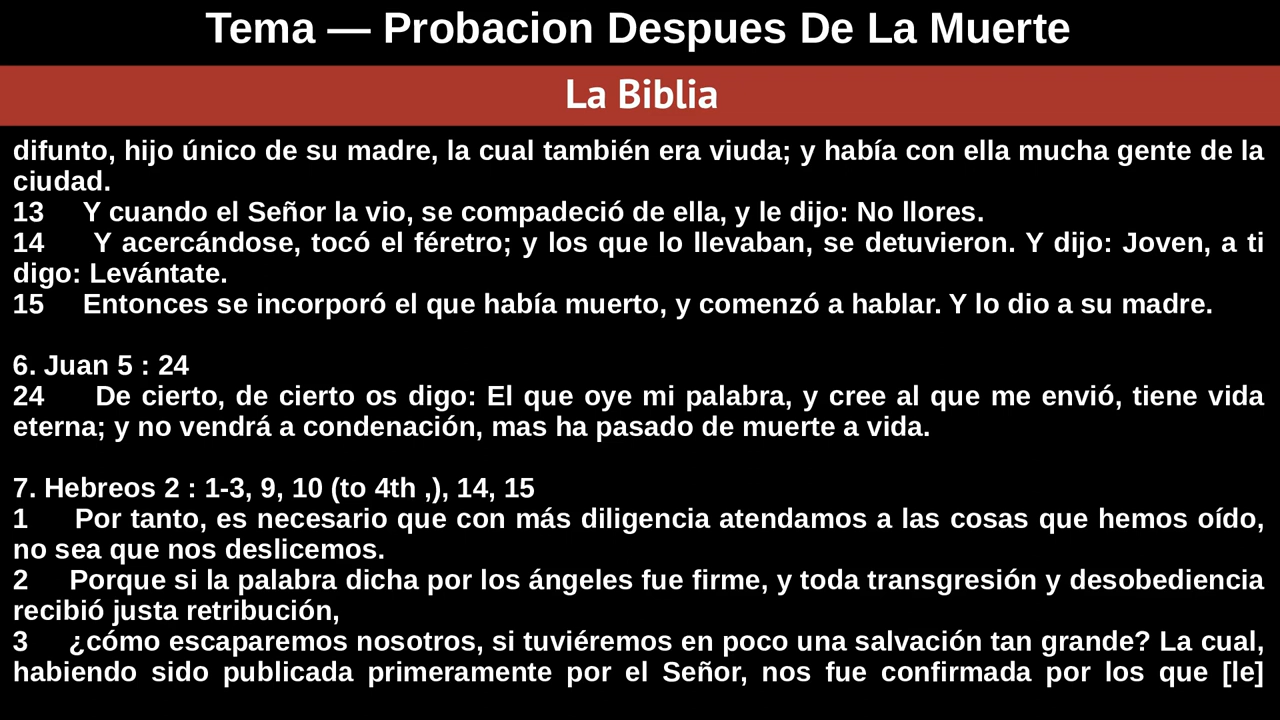 Tema — Probacion Despues De La Muerte
La Biblia
difunto, hijo único de su madre, la cual también era viuda; y había con ella mucha gente de la
ciudad.
13 Y cuando el Señor la vio, se compadeció de ella, y le dijo: No llores.
14 Y acercándose, tocó el féretro; y los que lo llevaban, se detuvieron. Y dijo: Joven, a ti
digo: Levántate.
15 Entonces se incorporó el que había muerto, y comenzó a hablar. Y lo dio a su madre.
6. Juan 5 : 24
24 De cierto, de cierto os digo: El que oye mi palabra, y cree al que me envió, tiene vida
eterna; y no vendrá a condenación, mas ha pasado de muerte a vida.
7. Hebreos 2 : 1-3, 9, 10 (to 4th ,), 14, 15
1 Por tanto, es necesario que con más diligencia atendamos a las cosas que hemos oído,
no sea que nos deslicemos.
2 Porque si la palabra dicha por los ángeles fue firme, y toda transgresión y desobediencia
recibió justa retribución,
3 ¿cómo escaparemos nosotros, si tuviéremos en poco una salvación tan grande? La cual,
habiendo sido publicada primeramente por el Señor, nos fue confirmada por los que [le]